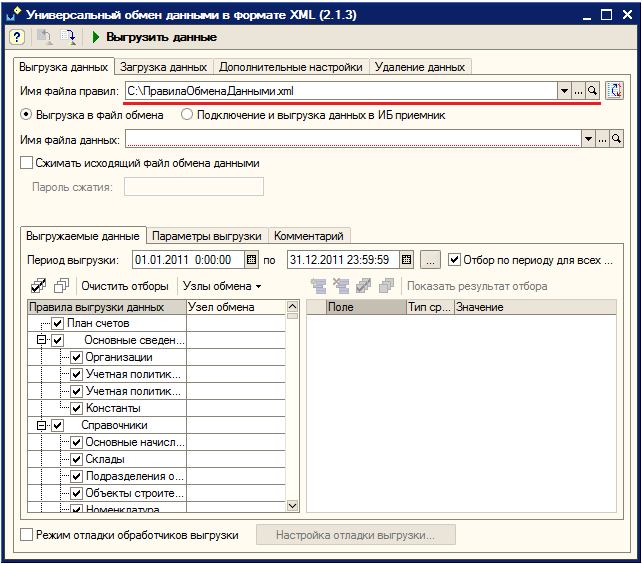 Универсальный обмен данными в формате XML (2.1.3)
? Выгрузить данные
Выгрузка данных Загрузка данных Дополнительные настройки Удаление данных
Имя файла правил: C:\ПравилаОбменаДанными.xml ...
Выгрузка в файл обмена Подключение и выгрузка данных в ИБ приемник
Имя файла данных: ...
Сжимать исходящий файл обмена данными
Пароль сжатия:
Выгружаемые данные Параметры выгрузки Комментарий
Период выгрузки: 01.01.2011 0:00:00 по 31.12.2011 23:59:59 ... Отбор по периоду для всех ...
Очистить отборы Узлы обмена Показать результат отбора
Правила выгрузки данных Узел обмена Поле Тип ср... Значение
План счетов
Основные сведен...
Организации
Учетная политик...
Учетная политик...
Константы
Справочники
Основные начисл...
Склады
Подразделения о...
Объекты строите...
Номенклатура
Режим отладки обработчиков выгрузки Настройка отладки выгрузки...